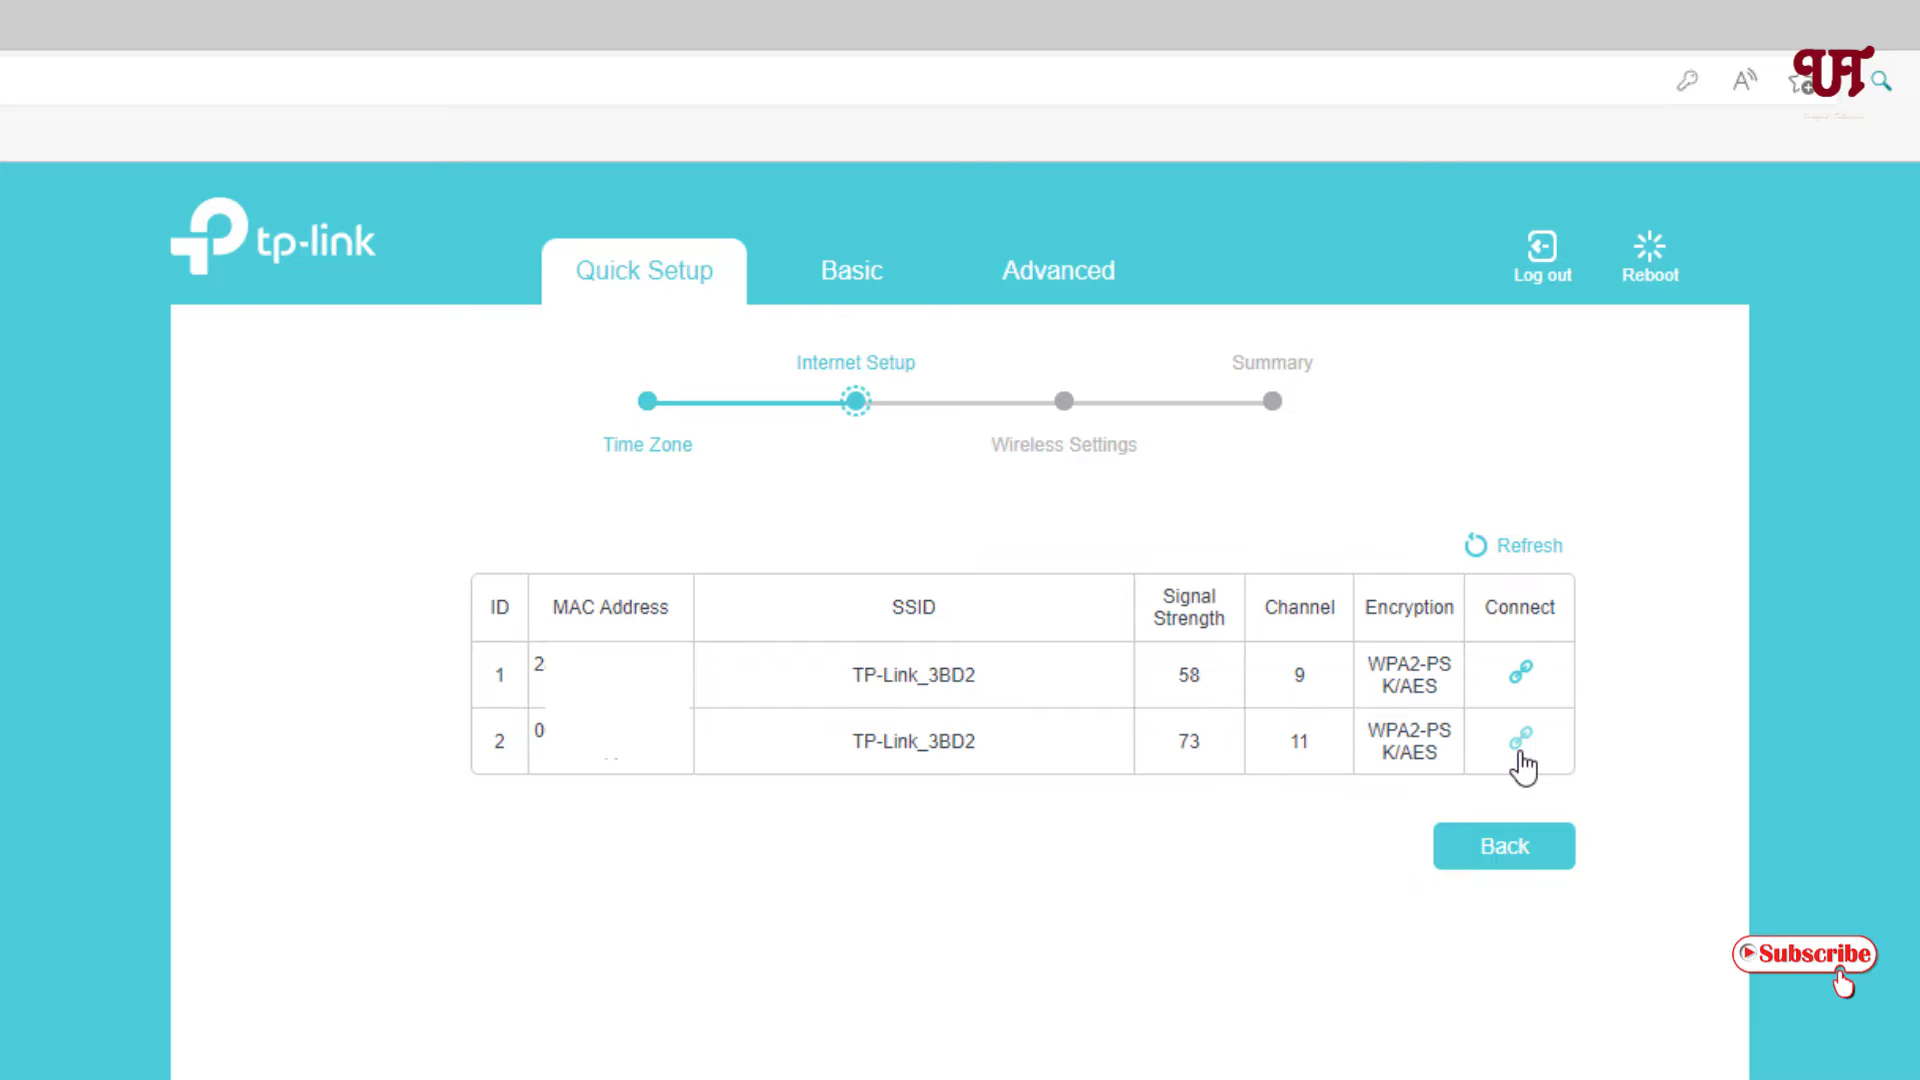 UT
tp-link
Quick Setup
Basic
Advanced
Log out
Reboot
Internet Setup
Summary
Time Zone
Wireless Settings
Refresh
ID
MAC Address
SSID
Signal
Strength
Channel
Encryption
Connect
1
2
TP-Link_3BD2
58
9
WPA2-PS
K/AES
2
0
TP-Link_3BD2
73
11
WPA2-PS
K/AES
Back
Subscribe